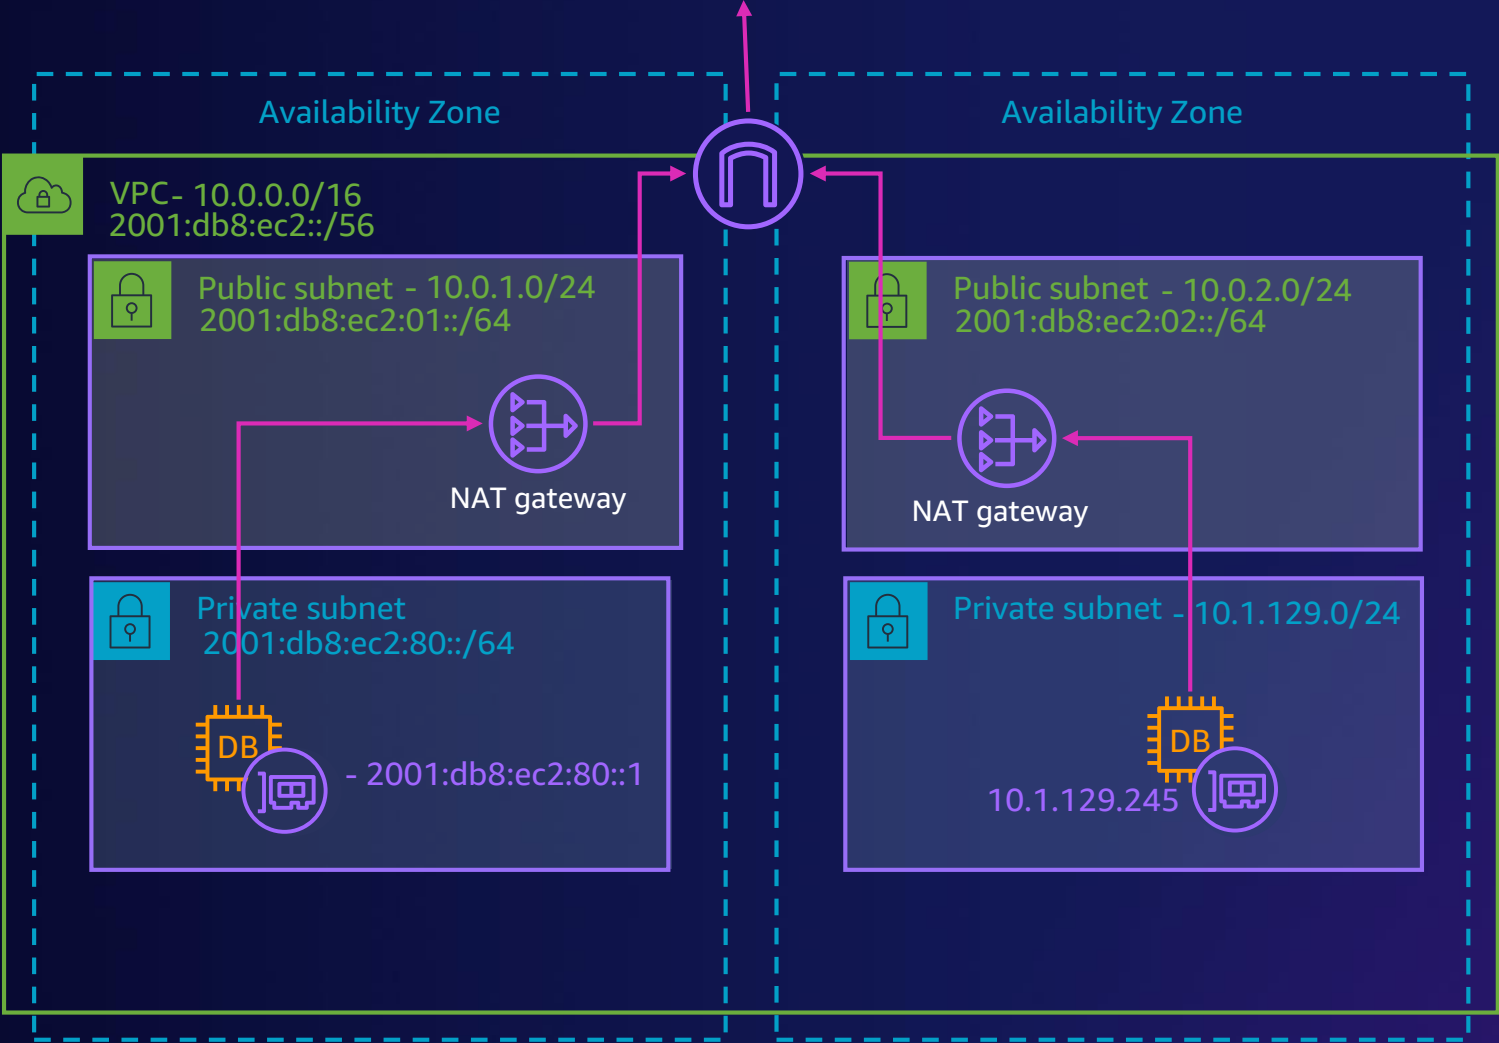 Availability Zone
Availability Zone
VPC- 10.0.0.0/16
2001:db8:ec2::/56
Public subnet - 10.0.1.0/24
2001:db8:ec2:01::/64
NAT gateway
Public subnet - 10.0.2.0/24
2001:db8:ec2:02::/64
NAT gateway
Private subnet
2001:db8:ec2:80::/64
DB
- 2001:db8:ec2:80::1
Private subnet - 10.1.129.0/24
DB
10.1.129.245